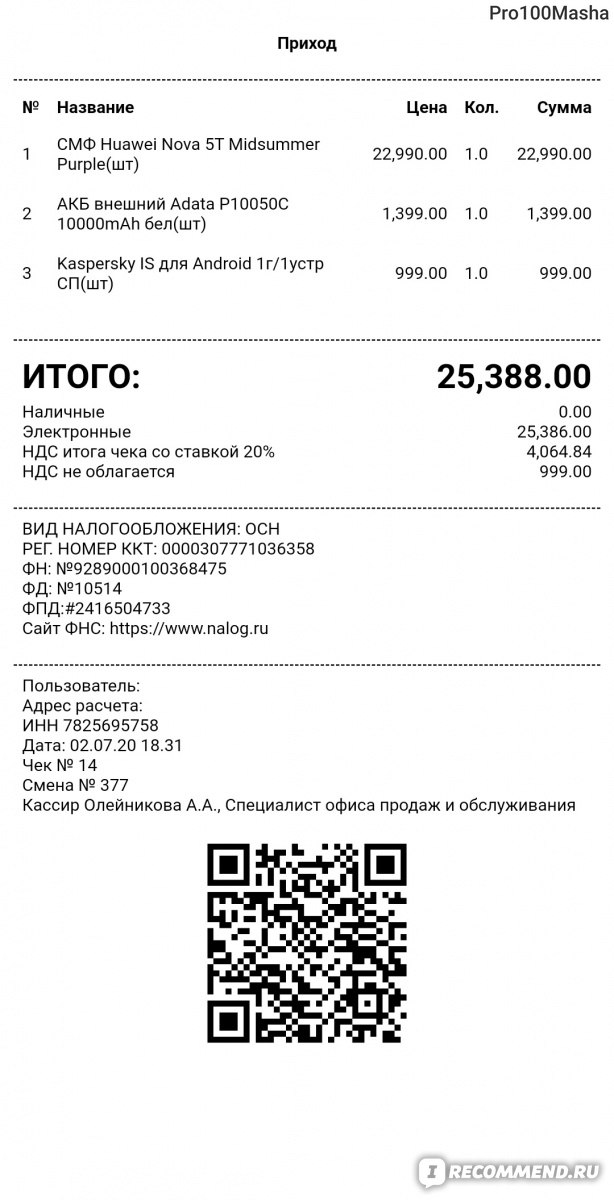 Pro100Masha
Приход
№ Название Цена Кол. Сумма
1 СМФ Huawei Nova 5T Midsummer Purple(шт) 22,990.00 1.0 22,990.00
2 АКБ внешний Adata P10050C 10000mAh бел(шт) 1,399.00 1.0 1,399.00
3 Kaspersky IS для Android 1г/1устр СП(шт) 999.00 1.0 999.00
ИТОГО: 25,388.00
Наличные 0.00
Электронные 25,386.00
НДС итога чека со ставкой 20% 4,064.84
НДС не облагается 999.00
ВИД НАЛОГООБЛОЖЕНИЯ: ОСН
РЕГ. НОМЕР ККТ: 0000307771036358
ФН: №9289000100368475
ФД: №10514
ФПД:#2416504733
Сайт ФНС: https://www.nalog.ru
Пользователь:
Адрес расчета:
ИНН 7825695758
Дата: 02.07.20 18.31
Чек № 14
Смена № 377
Кассир Олейникова А.А., Специалист офиса продаж и обслуживания
I RECOMMEND.RU